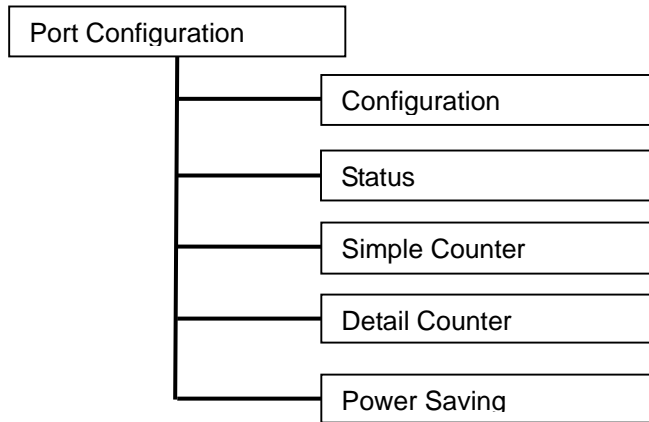 Port Configuration
Configuration
Status
Simple Counter
Detail Counter
Power Saving